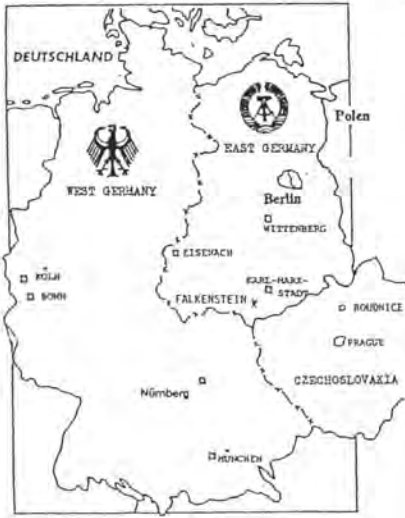 DEUTSCHLAND
Polen
EAST GERMANY
WEST GERMANY
Berlin
WITTENBERG
EISENACH
KÖLN
KARL-MARX-
STADT
BONN
FALKENSTEIN
ROUDNICE
PRAGUE
CZECHOSLOVAXIA
Nürnberg
MÜNCHEN